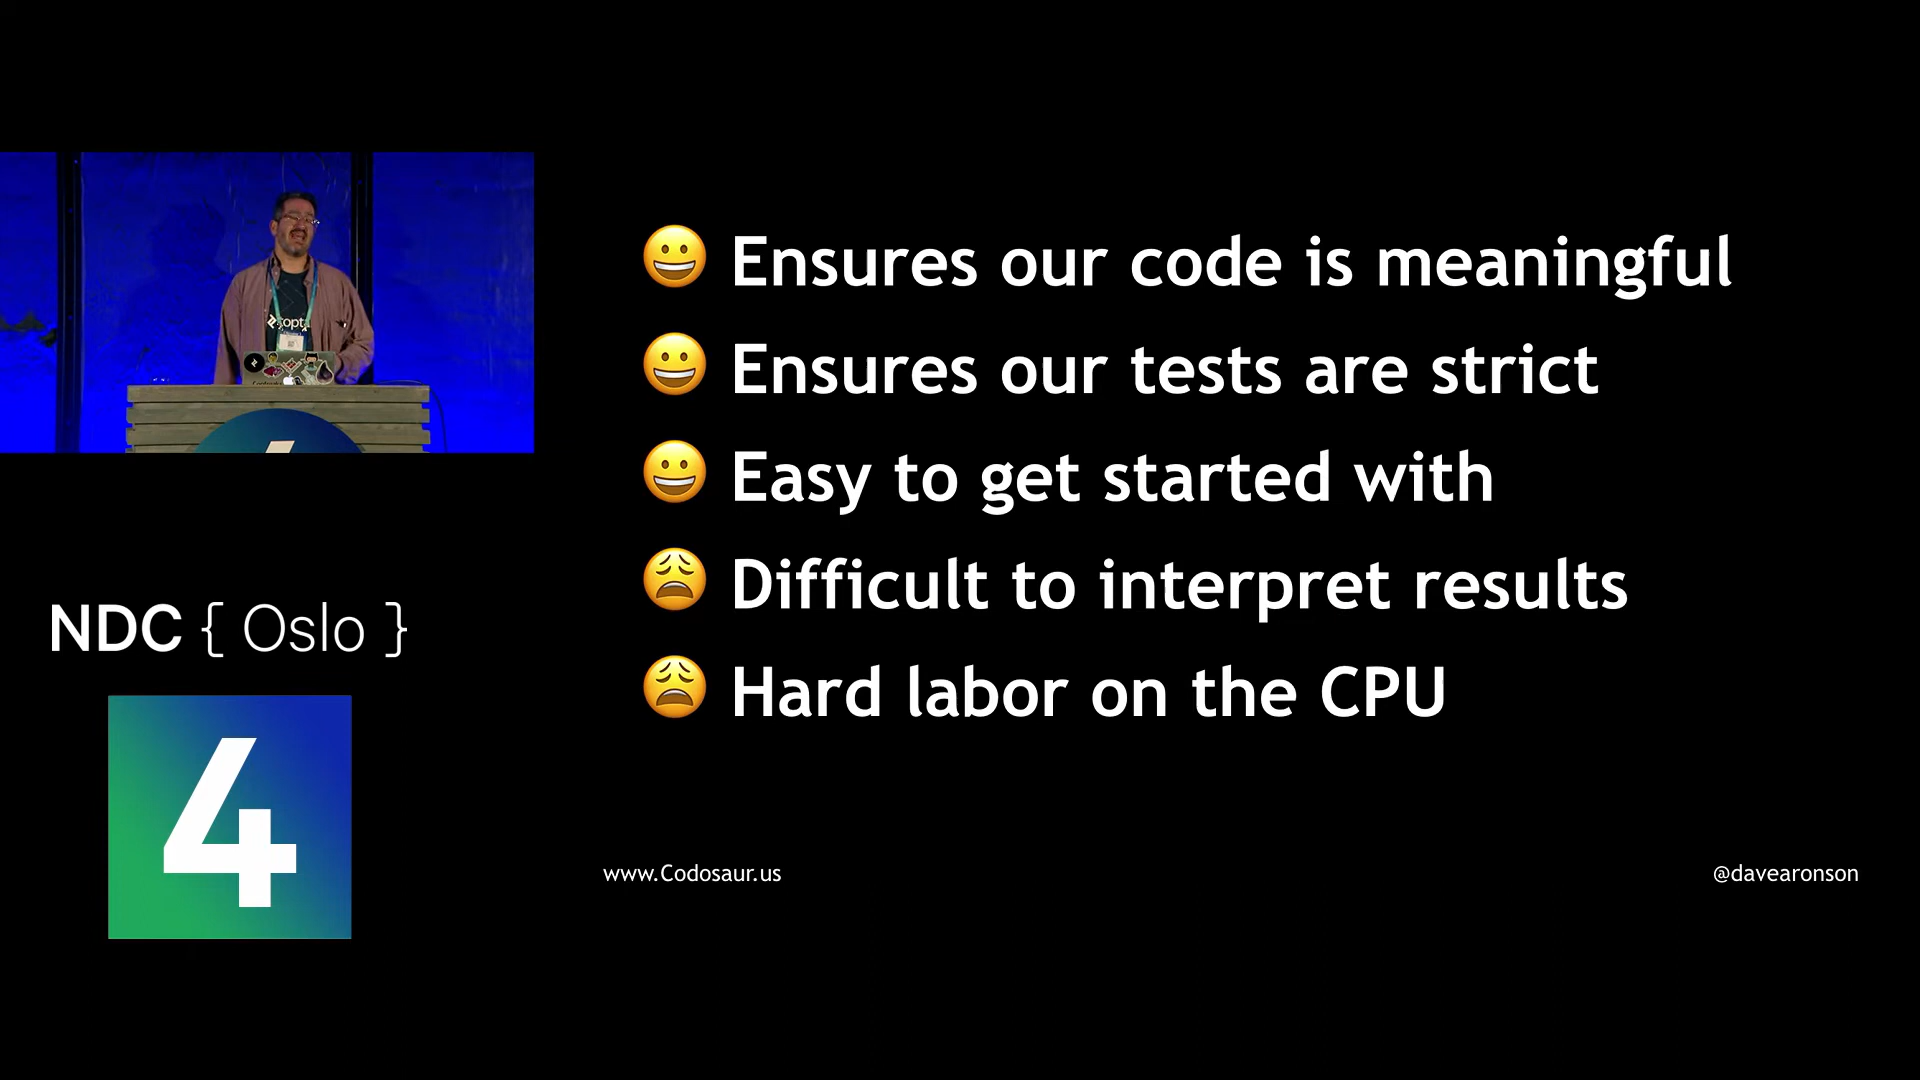 Ensures our code is meaningful
Ensures our tests are strict
Easy to get started with
Difficult to interpret results
Hard labor on the CPU
NDC { Oslo }
4
www.Codosaur.us
@davearonson